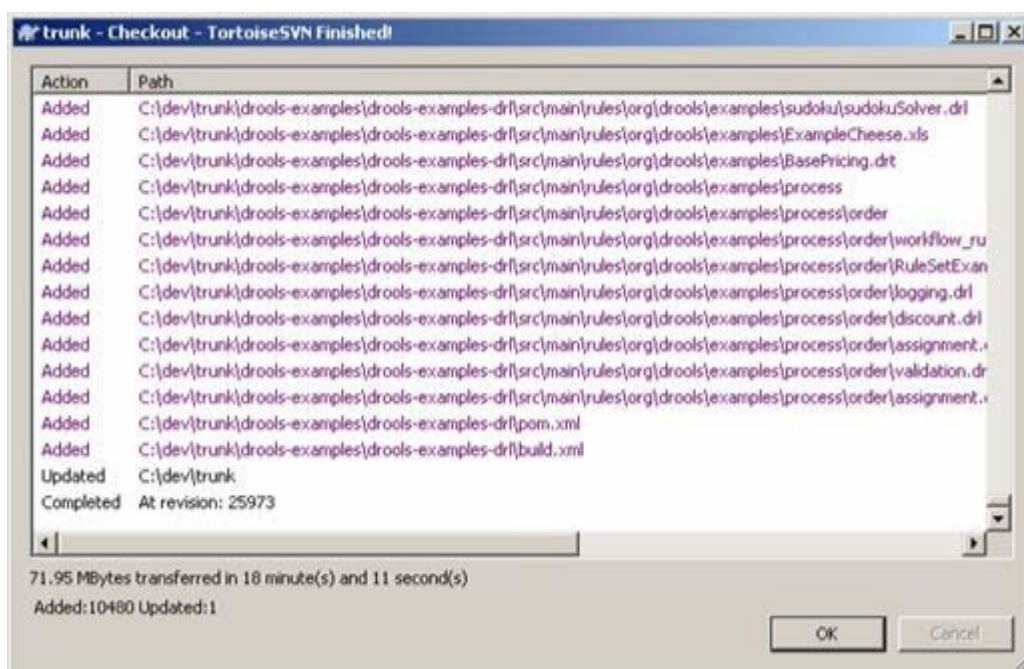 trunk - Checkout - TortoiseSVN Finished!
Action Path
Added C:\dev\trunk\drools-examples\drools-examples-drl\src\main\rules\org\drools\examples\sudoku\sudokuSolver.drl
Added C:\dev\trunk\drools-examples\drools-examples-drl\src\main\rules\org\drools\examples\ExampleCheese.xls
Added C:\dev\trunk\drools-examples\drools-examples-drl\src\main\rules\org\drools\examples\BasePricing.drt
Added C:\dev\trunk\drools-examples\drools-examples-drl\src\main\rules\org\drools\examples\process
Added C:\dev\trunk\drools-examples\drools-examples-drl\src\main\rules\org\drools\examples\process\order
Added C:\dev\trunk\drools-examples\drools-examples-drl\src\main\rules\org\drools\examples\process\order\workflow_ru
Added C:\dev\trunk\drools-examples\drools-examples-drl\src\main\rules\org\drools\examples\process\order\RuleSetExan
Added C:\dev\trunk\drools-examples\drools-examples-drl\src\main\rules\org\drools\examples\process\order\logging.drl
Added C:\dev\trunk\drools-examples\drools-examples-drl\src\main\rules\org\drools\examples\process\order\discount.drl
Added C:\dev\trunk\drools-examples\drools-examples-drl\src\main\rules\org\drools\examples\process\order\assignment.
Added C:\dev\trunk\drools-examples\drools-examples-drl\src\main\rules\org\drools\examples\process\order\validation.dr
Added C:\dev\trunk\drools-examples\drools-examples-drl\src\main\rules\org\drools\examples\process\order\assignment.
Added C:\dev\trunk\drools-examples\drools-examples-drl\pom.xml
Added C:\dev\trunk\drools-examples\drools-examples-drl\build.xml
Updated C:\dev\trunk
Completed At revision: 25973
71.95 MBytes transferred in 18 minute(s) and 11 second(s)
Added:10480 Updated:1
OK Cancel